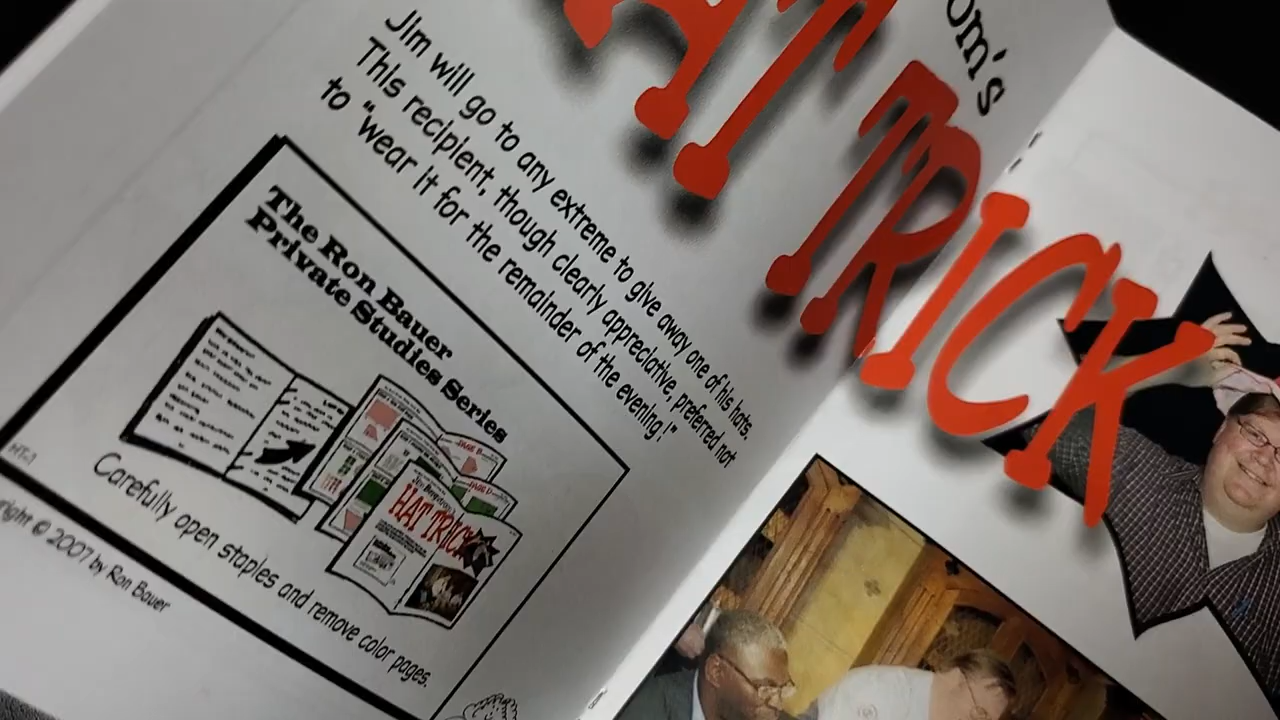 om's
HAT TRICK
Jim will go to any extreme to give away one of his hats.
This recipient, though clearly appreciative, preferred not
to "wear it for the remainder of the evening!"
The Ron Bauer
Private Studies Series
HAT TRICK
HT-1
Carefully open staples and remove color pages.
right © 2007 by Ron Bauer